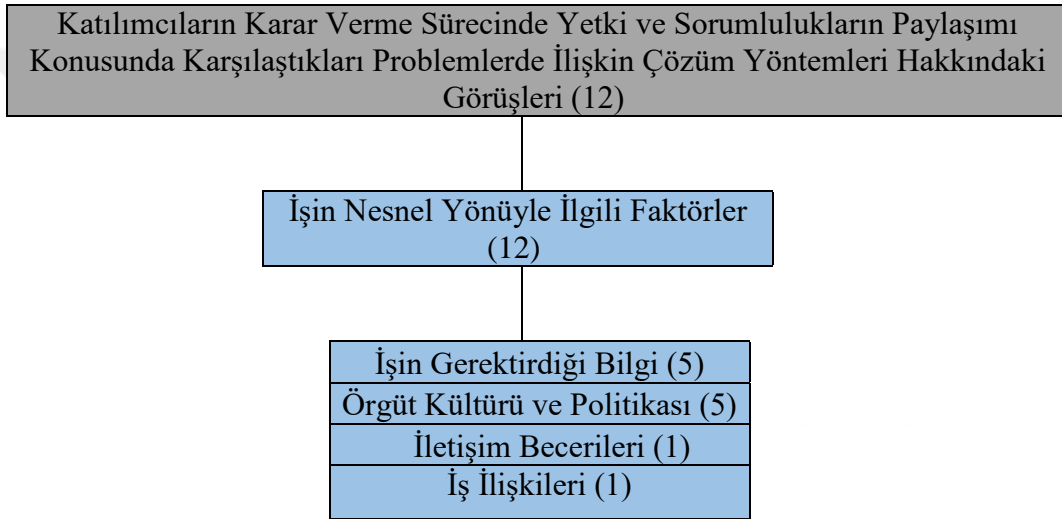 Katılımcıların Karar Verme Sürecinde Yetki ve Sorumlulukların Paylaşımı
Konusunda Karşılaştıkları Problemlerde İlişkin Çözüm Yöntemleri Hakkındaki
Görüşleri (12)
İşin Nesnel Yönüyle İlgili Faktörler
(12)
İşin Gerektirdiği Bilgi (5)
Örgüt Kültürü ve Politikası (5)
İletişim Becerileri (1)
İş İlişkileri (1)